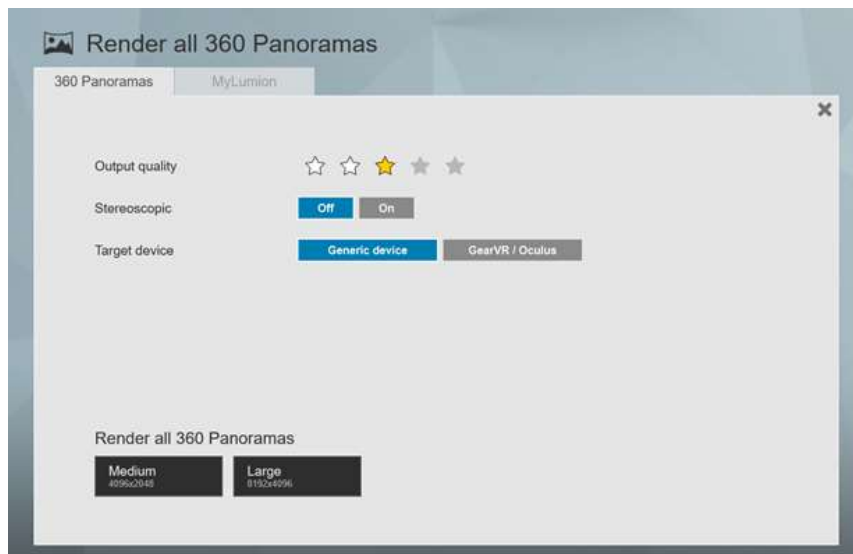 Render all 360 Panoramas
360 Panoramas MyLumion
Output quality
Stereoscopic Off On
Target device Generic device GearVR / Oculus
Render all 360 Panoramas
Medium Large
4096x2048 8192x4096